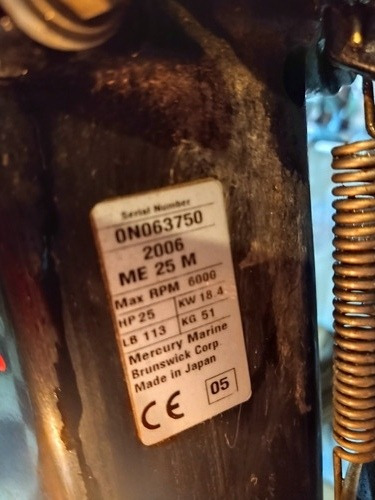 Serial Number
0N063750
2006
ME 25 M
Max RPM 6000
HP 25 KW 18.4
LB 113 KG 51
Mercury Marine
Brunswick Corp
Made in Japan
CE 05